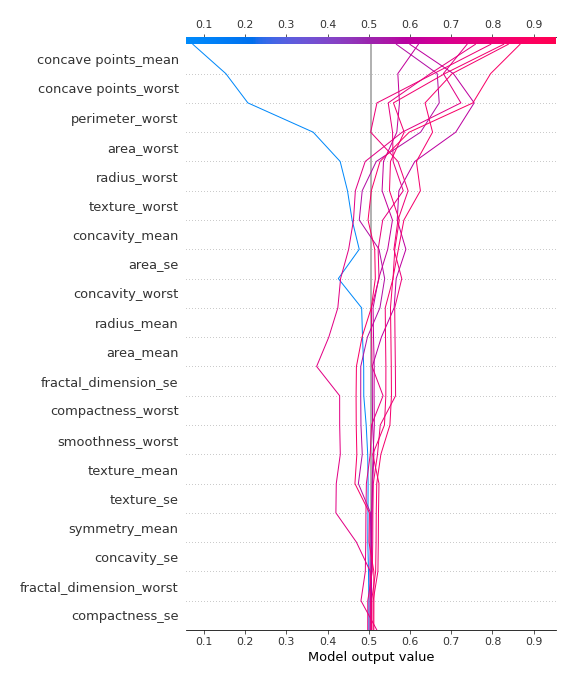 0.1 0.2 0.3 0.4 0.5 0.6 0.7 0.8 0.9
concave points_mean
concave points_worst
perimeter_worst
area_worst
radius_worst
texture_worst
concavity_mean
area_se
concavity_worst
radius_mean
area_mean
fractal_dimension_se
compactness_worst
smoothness_worst
texture_mean
texture_se
symmetry_mean
concavity_se
fractal_dimension_worst
compactness_se
0.1 0.2 0.3 0.4 0.5 0.6 0.7 0.8 0.9
Model output value